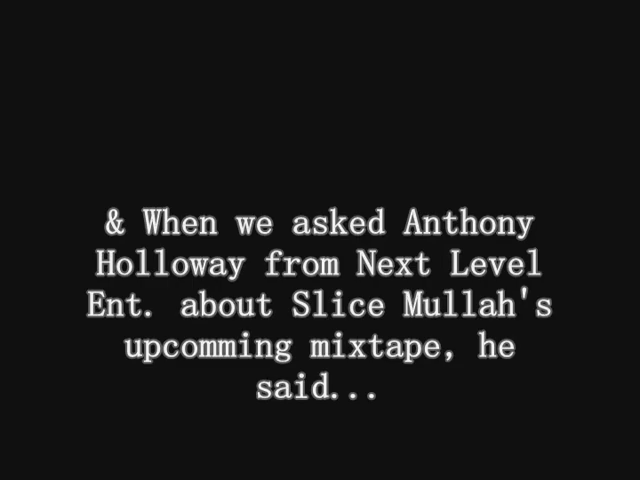 & When we asked Anthony
Holloway from Next Level
Ent. about Slice Mullah's
upcomming mixtape, he
said...